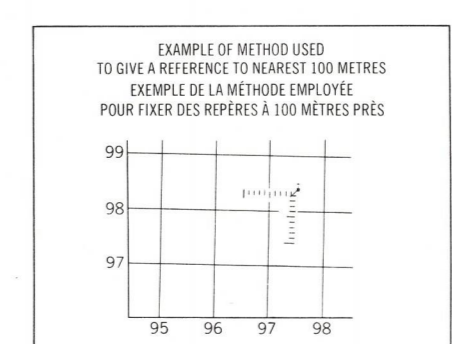 EXAMPLE OF METHOD USED
TO GIVE A REFERENCE TO NEAREST 100 METRES
EXEMPLE DE LA MÉTHODE EMPLOYÉE
POUR FIXER DES REPÈRES À 100 MÈTRES PRÈS
99
98
97
95 96 97 98